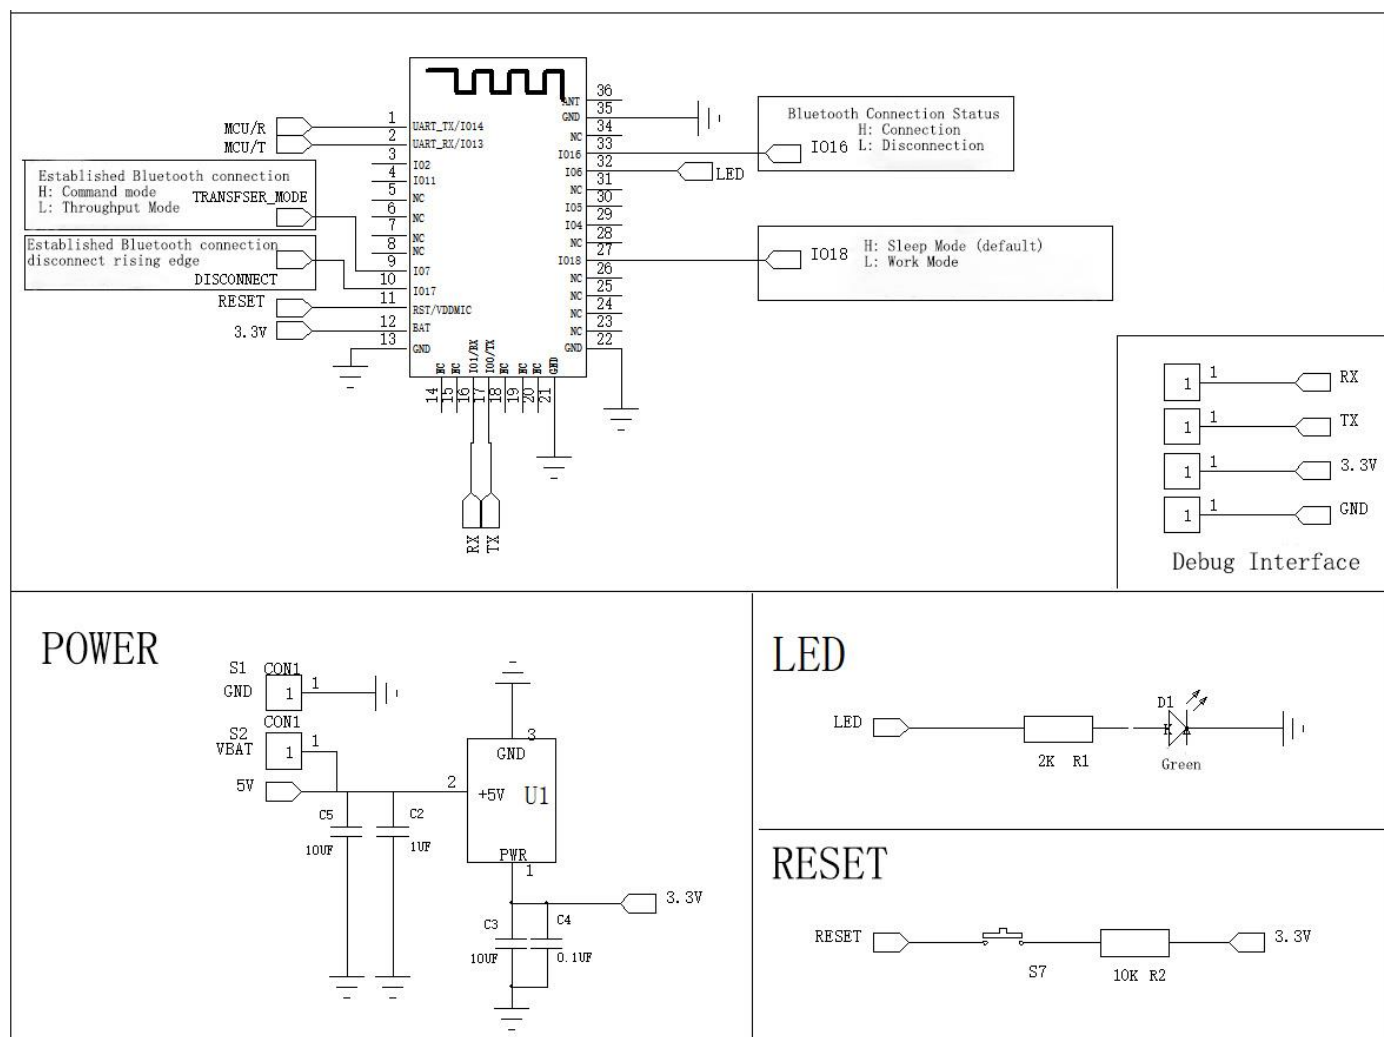 MCU/R
MCU/T
Established Bluetooth connection
H: Command mode
TRANSFSER_MODE
L: Throughput Mode
Established Bluetooth connection
disconnect rising edge
DISCONNECT
RESET
3.3V
1
2
3
4
5
6
7
8
9
10
11
12
13
UART_TX/IO14
UART_RX/IO13
IO2
IO11
NC
NC
NC
NC
IO7
IO17
RST/VDDMIC
BAT
GND
NC
NC
IO1/RX
IO0/TX
NC
NC
NC
GND
14
15
16
17
18
19
20
21
RX
TX
ANT
GND
NC
IO16
IO6
NC
IO5
IO4
NC
IO18
NC
NC
NC
NC
GND
36
35
34
33
32
31
30
29
28
27
26
25
24
23
22
LED
Bluetooth Connection Status
H: Connection
IO16 L: Disconnection
IO18
H: Sleep Mode (default)
L: Work Mode
1 1 RX
1 1 TX
1 1 3.3V
1 1 GND
Debug Interface
POWER
S1 CON1
GND 1 1
CON1
S2
VBAT 1 1
5V
C5
10UF
C2
1UF
2
3
GND
+5V U1
PWR
1
3.3V
C3
10UF
C4
0.1UF
LED
LED
2K R1
D1
K A
Green
RESET
RESET
S7
10K R2
3.3V